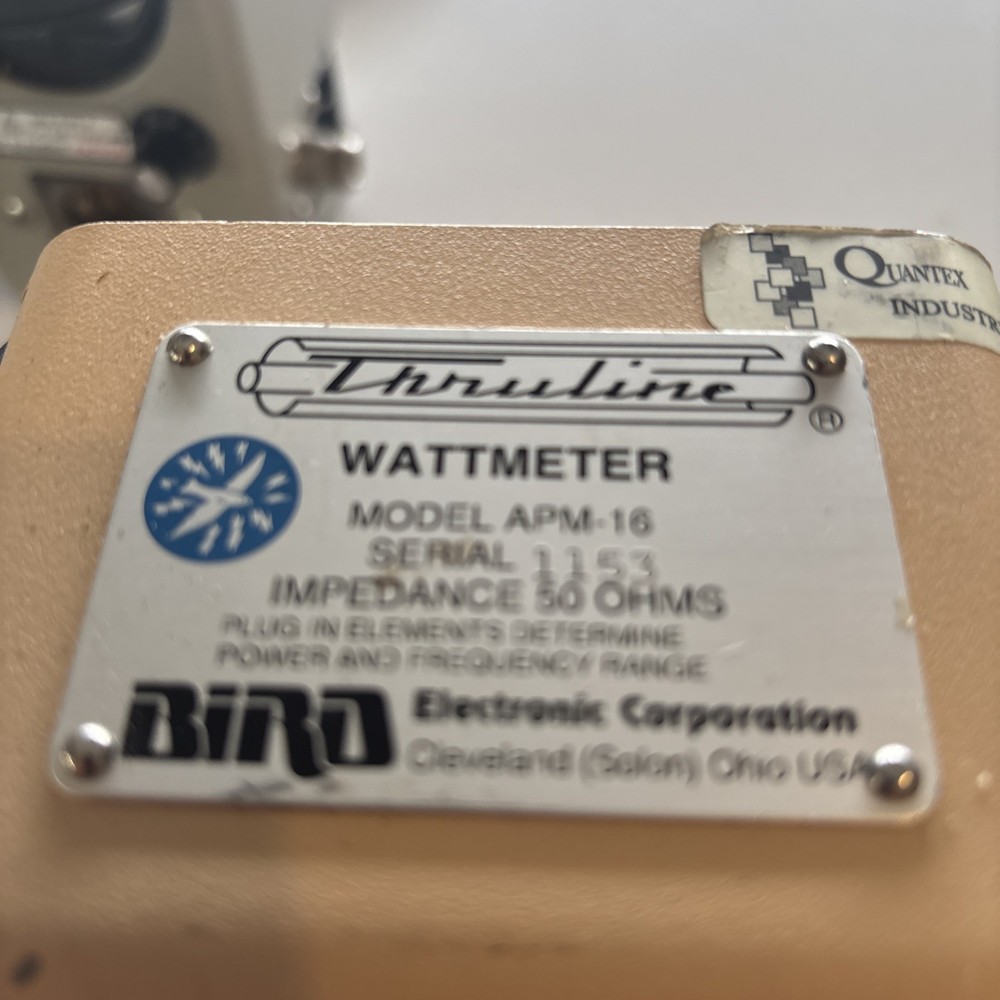 QUANTEX
INDUSTR
Thruline
®
WATTMETER
MODEL APM-16
SERIAL 1153
IMPEDANCE 50 OHMS
PLUG IN ELEMENTS DETERMINE
POWER AND FREQUENCY RANGE
BIRD Electronic Corporation
Cleveland (Solon) Ohio USA